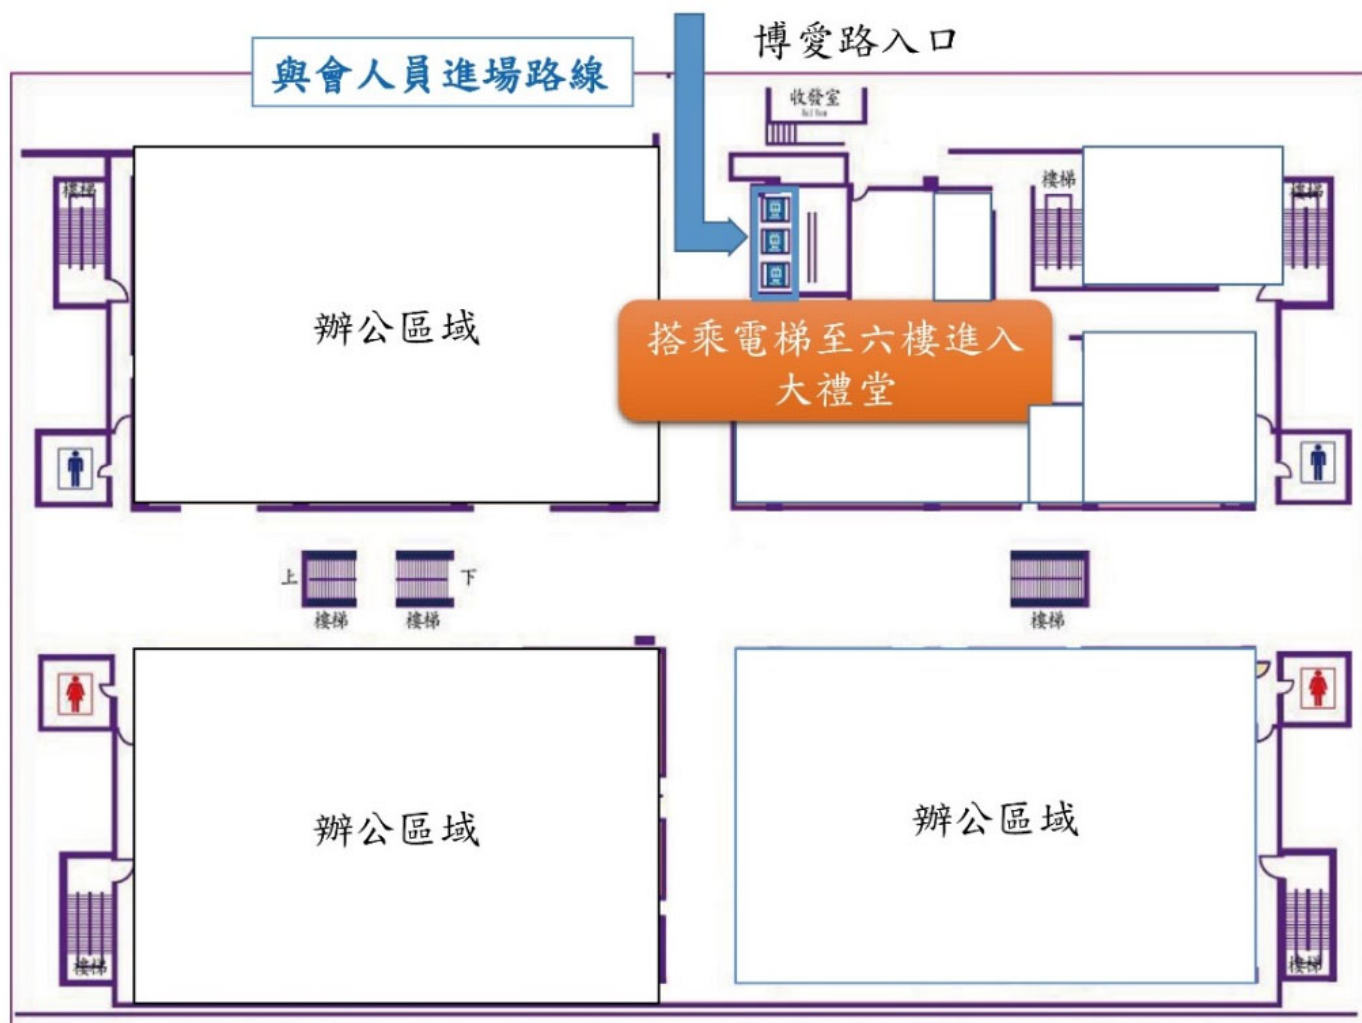 博愛路入口
與會人員進場路線
收發室
樓梯
樓梯
樓梯
辦公區域
搭乘電梯至六樓進入
大禮堂
上
下
樓梯
樓梯
樓梯
辦公區域
辦公區域
樓梯
樓梯